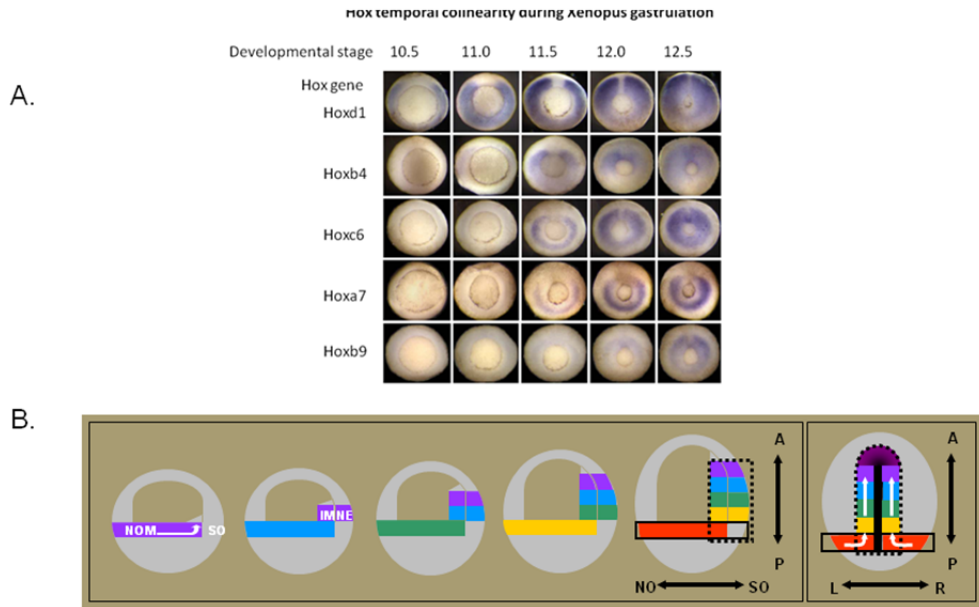 Hox temporal colinearity during Xenopus gastrulation
Developmental stage 10.5 11.0 11.5 12.0 12.5
A.
Hox gene
Hoxd1
Hoxb4
Hoxc6
Hoxa7
Hoxb9
B.
NOM SO IMNE
A A
P P
NO SO L R